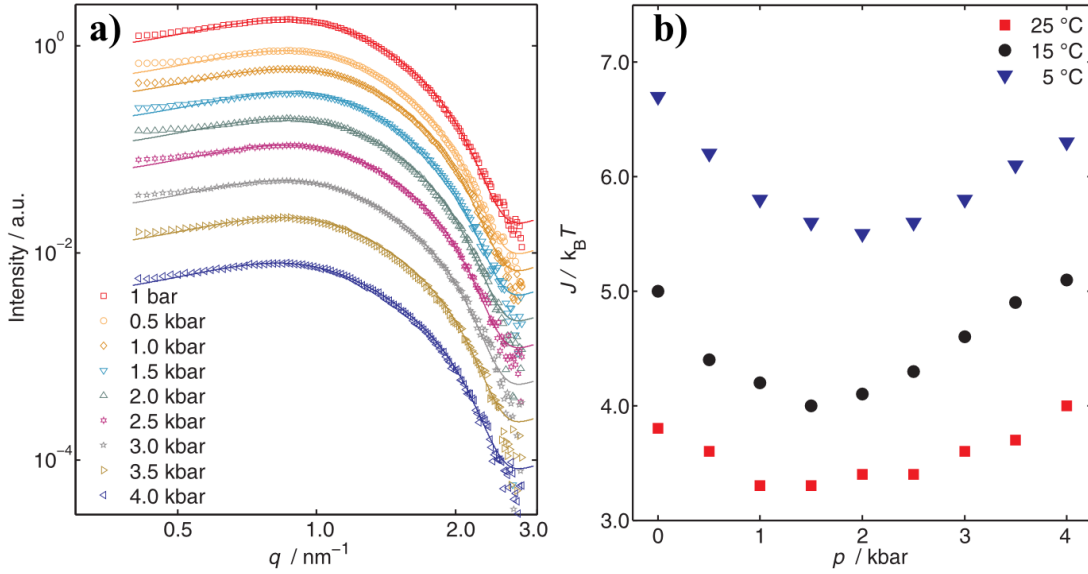 a)
10⁰
10⁻²
10⁻⁴
Intensity / a.u.
1 bar
0.5 kbar
1.0 kbar
1.5 kbar
2.0 kbar
2.5 kbar
3.0 kbar
3.5 kbar
4.0 kbar
0.5
1.0
2.0
3.0
q / nm⁻¹
b)
25 °C
15 °C
5 °C
7.0
6.0
5.0
4.0
3.0
J / k_BT
0
1
2
3
4
p / kbar